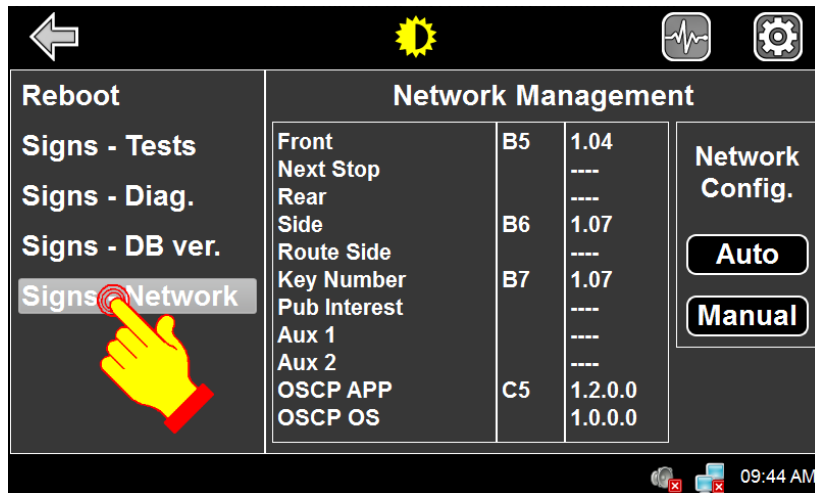 Reboot
Signs - Tests
Signs - Diag.
Signs - DB ver.
Signs - Network
Network Management
Front B5 1.04
Next Stop ----
Rear ----
Side B6 1.07
Route Side ----
Key Number B7 1.07
Pub Interest ----
Aux 1 ----
Aux 2 ----
OSCP APP C5 1.2.0.0
OSCP OS 1.0.0.0
Network
Config.
Auto
Manual
09:44 AM